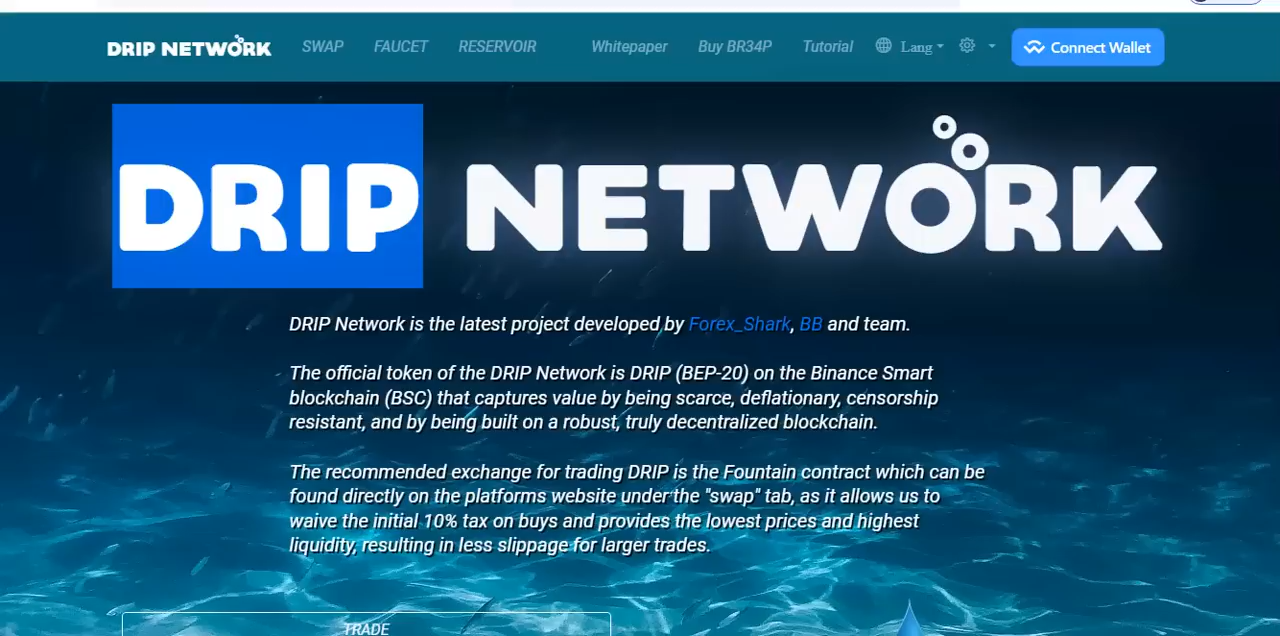 DRIP NETWORK SWAP FAUCET RESERVOIR Whitepaper Buy BR34P Tutorial Lang Connect Wallet
DRIP NETWORK
DRIP Network is the latest project developed by Forex_Shark, BB and team.
The official token of the DRIP Network is DRIP (BEP-20) on the Binance Smart
blockchain (BSC) that captures value by being scarce, deflationary, censorship
resistant, and by being built on a robust, truly decentralized blockchain.
The recommended exchange for trading DRIP is the Fountain contract which can be
found directly on the platforms website under the "swap" tab, as it allows us to
waive the initial 10% tax on buys and provides the lowest prices and highest
liquidity, resulting in less slippage for larger trades.
TRADE